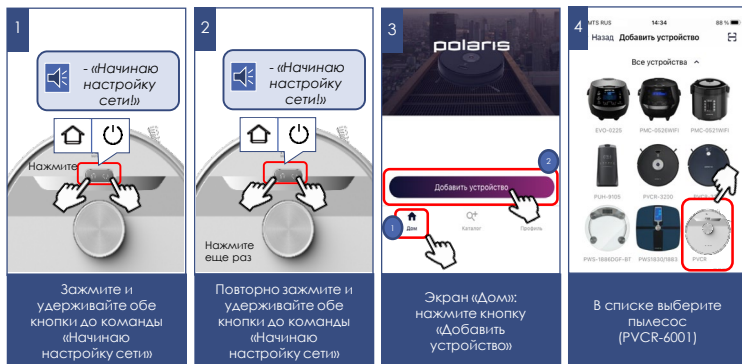 1
- «Начинаю
настройку
сети!»
Нажмите
Зажмите и
удерживайте обе
кнопки до команды
«Начинаю
настройку сети»
2
- «Начинаю
настройку
сети!»
Нажмите
еще раз
Повторно зажмите и
удерживайте обе
кнопки до команды
«Начинаю
настройку сети»
3
polaris
2
Добавить устройство
1
Дом
Каталог
Профиль
Экран «Дом»:
нажмите кнопку
«Добавить
устройство»
4
MTS RUS 14:34 88 %
Назад Добавить устройство
Все устройства
EVO-0225 PMC-0526WIFI PMC-0521WIFI
PUH-9105 PVCR-3200
PWS-1886DGF-BT PWS1830/1883 PVCR
В списке выберите
пылесос
(PVCR-6001)